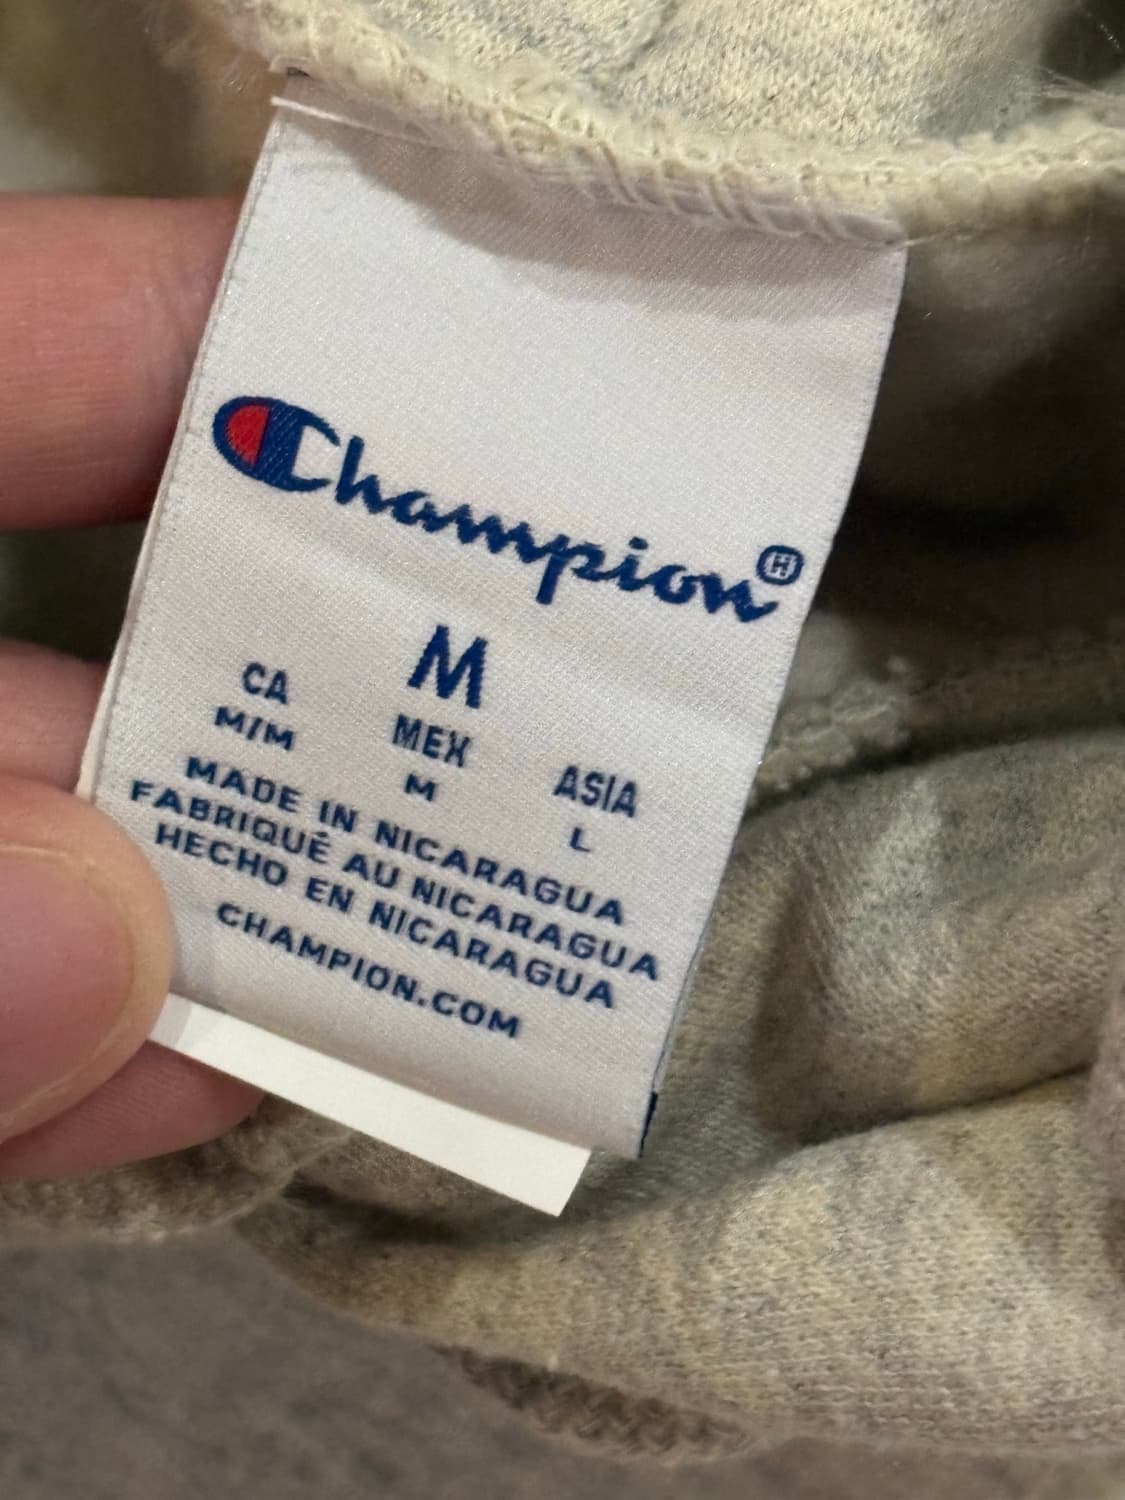 Champion®
M
CA MEX ASIA
M/M M L
MADE IN NICARAGUA
FABRIQUÉ AU NICARAGUA
HECHO EN NICARAGUA
CHAMPION.COM